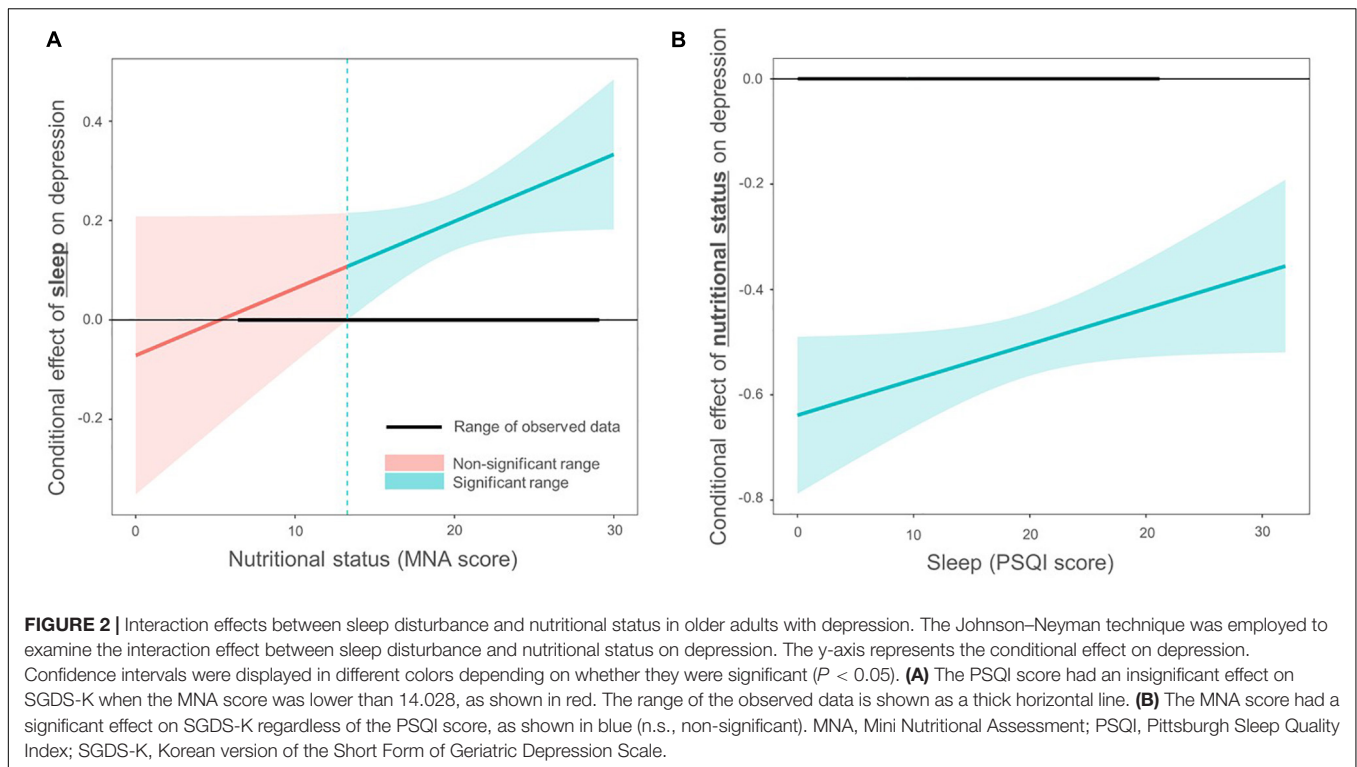 A
Conditional effect of sleep on depression
0.4
0.2
0.0
-0.2
Range of observed data
Non-significant range
Significant range
0 10 20 30
Nutritional status (MNA score)
B
Conditional effect of nutritional status on depression
0.0
-0.2
-0.4
-0.6
-0.8
0 10 20 20 30
Sleep (PSQI score)
FIGURE 2 | Interaction effects between sleep disturbance and nutritional status in older adults with depression. The Johnson–Neyman technique was employed to
examine the interaction effect between sleep disturbance and nutritional status on depression. The y-axis represents the conditional effect on depression.
Confidence intervals were displayed in different colors depending on whether they were significant (P < 0.05). (A) The PSQI score had an insignificant effect on
SGDS-K when the MNA score was lower than 14.028, as shown in red. The range of the observed data is shown as a thick horizontal line. (B) The MNA score had a
significant effect on SGDS-K regardless of the PSQI score, as shown in blue (n.s., non-significant). MNA, Mini Nutritional Assessment; PSQI, Pittsburgh Sleep Quality
Index; SGDS-K, Korean version of the Short Form of Geriatric Depression Scale.